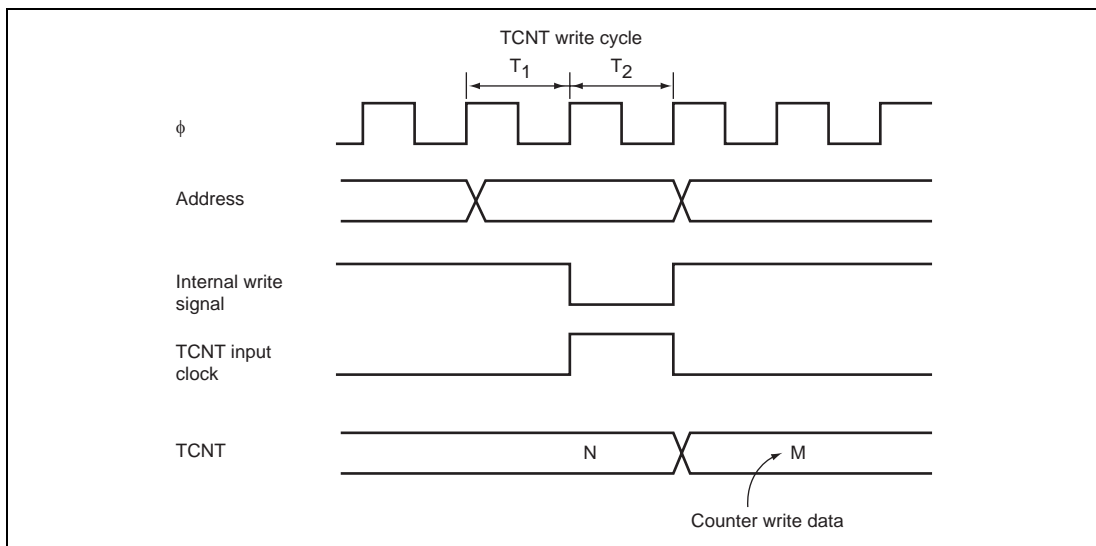 TCNT write cycle
T1 T2
ϕ
Address
Internal write
signal
TCNT input
clock
TCNT
N M
Counter write data